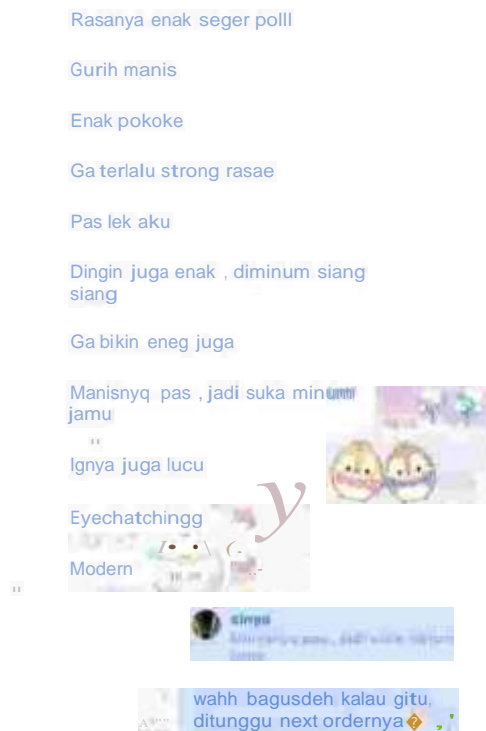 Rasanya enak seger polll
Gurih manis
Enak pokoke
Ga terlalu strong rasae
Pas lek aku
Dingin juga enak , diminum siang
siang
Ga bikin eneg juga
Manisnyq pas , jadi suka minum
jamu
Ignya juga lucu
Eyechatchingg
Modern
wahh bagusdeh kalau gitu,
ditunggu next ordernya